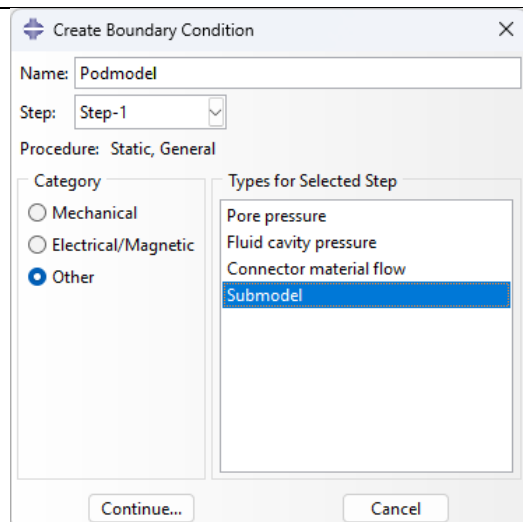 Create Boundary Condition
Name: Podmodel
Step: Step-1
Procedure: Static, General
Category
Mechanical
Electrical/Magnetic
Other
Types for Selected Step
Pore pressure
Fluid cavity pressure
Connector material flow
Submodel
Continue... Cancel